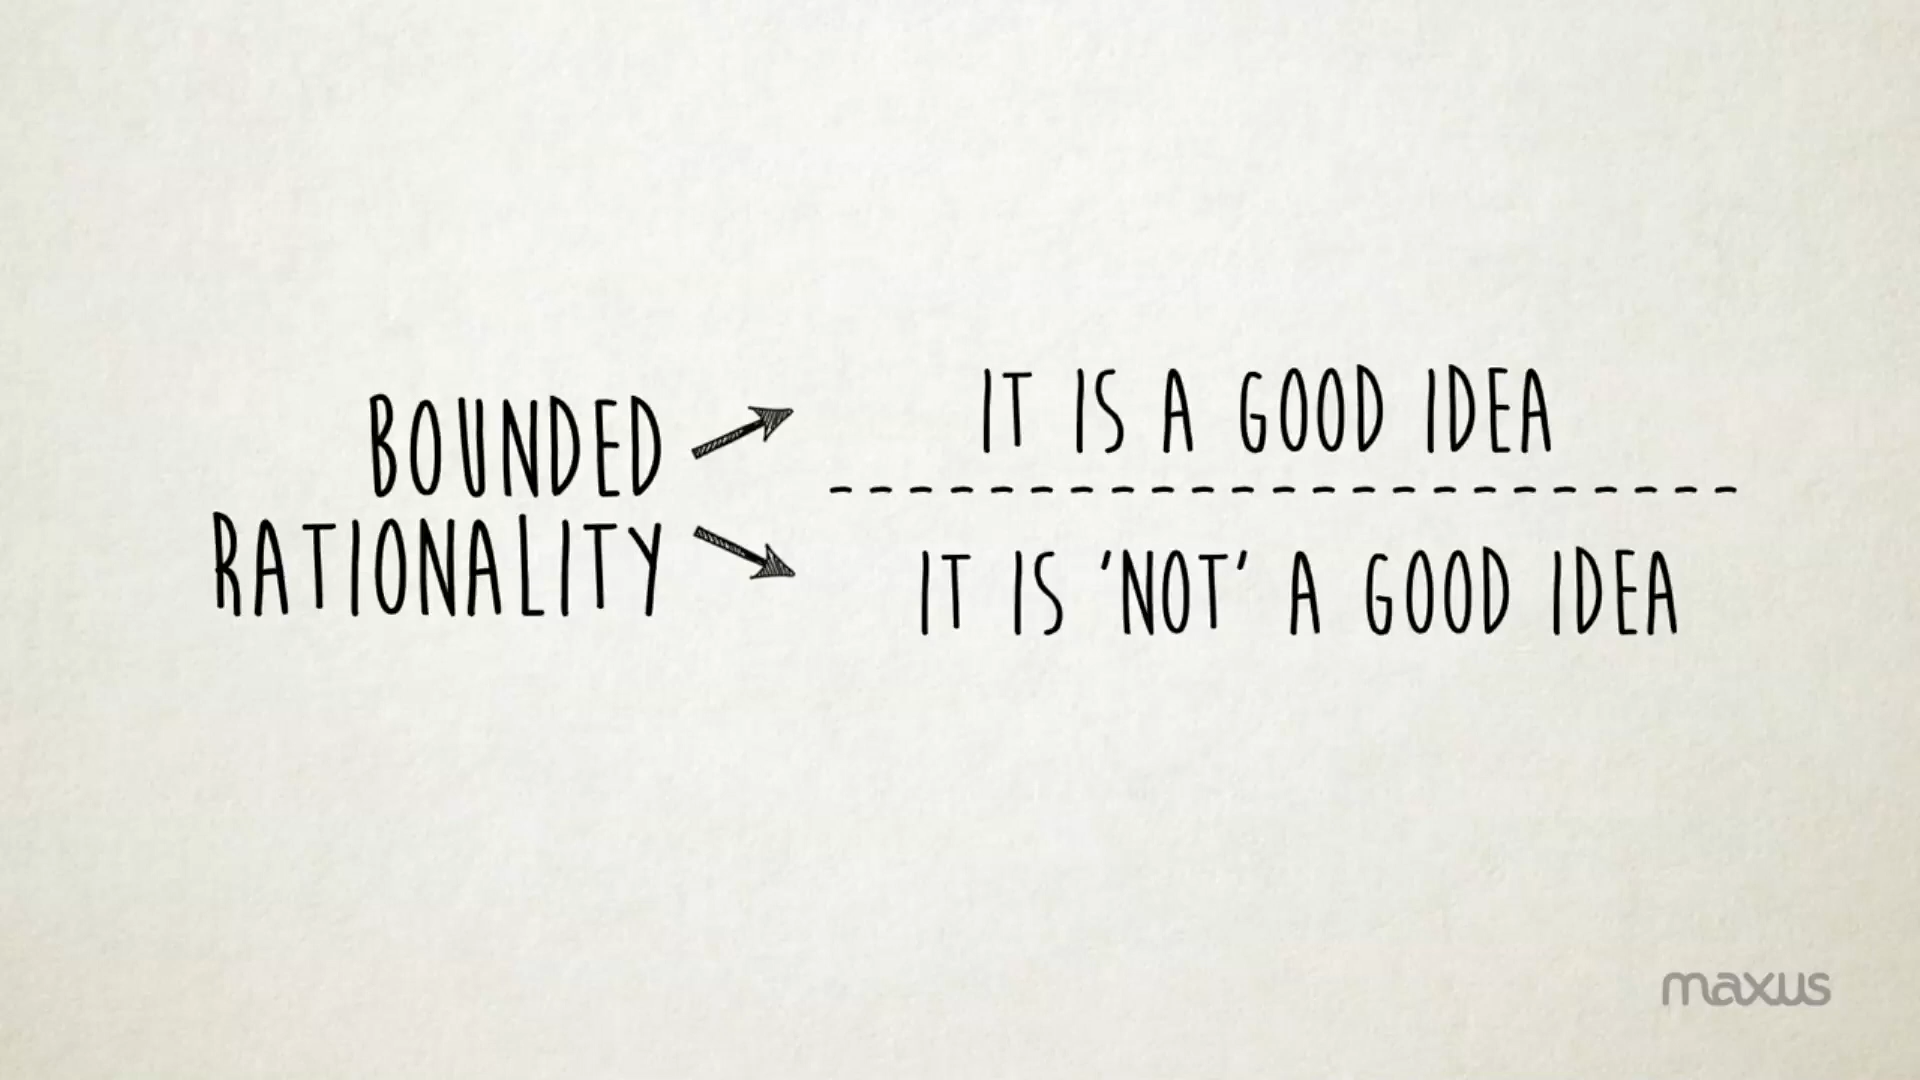 BOUNDED
RATIONALITY
IT IS A GOOD IDEA
IT IS 'NOT' A GOOD IDEA
maxus